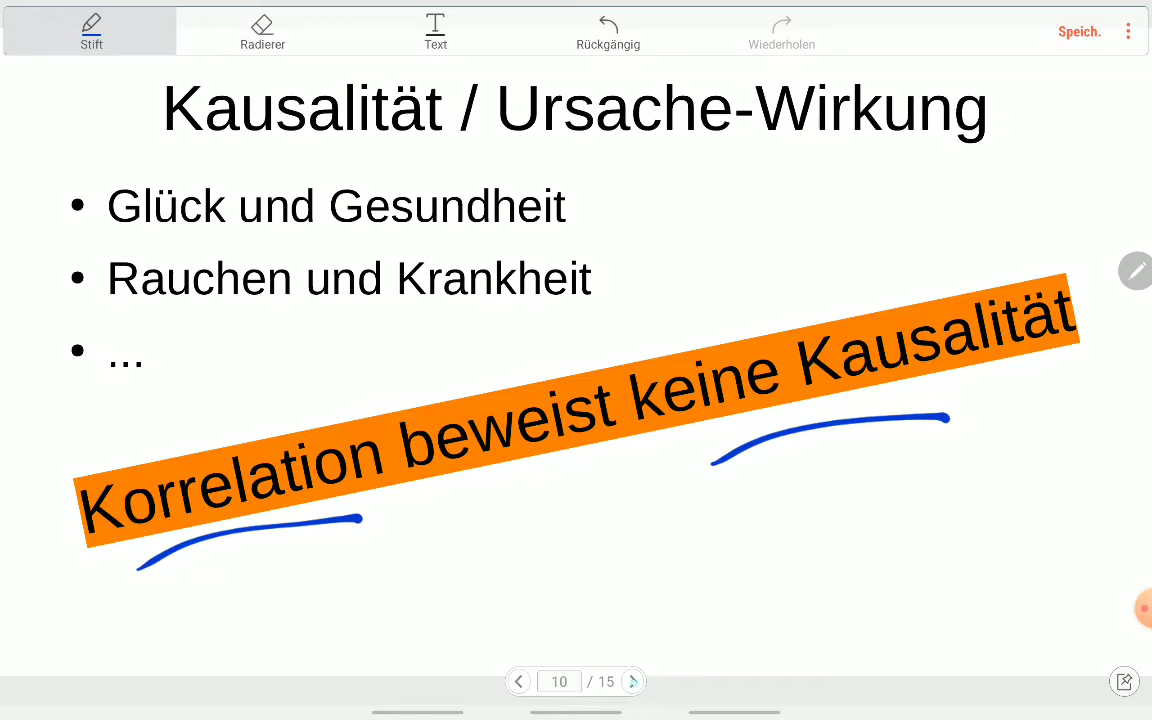 Stift Radierer Text Rückgängig Wiederholen Speich.
Kausalität / Ursache-Wirkung
• Glück und Gesundheit
• Rauchen und Krankheit
• ...
Korrelation beweist keine Kausalität
10 / 15